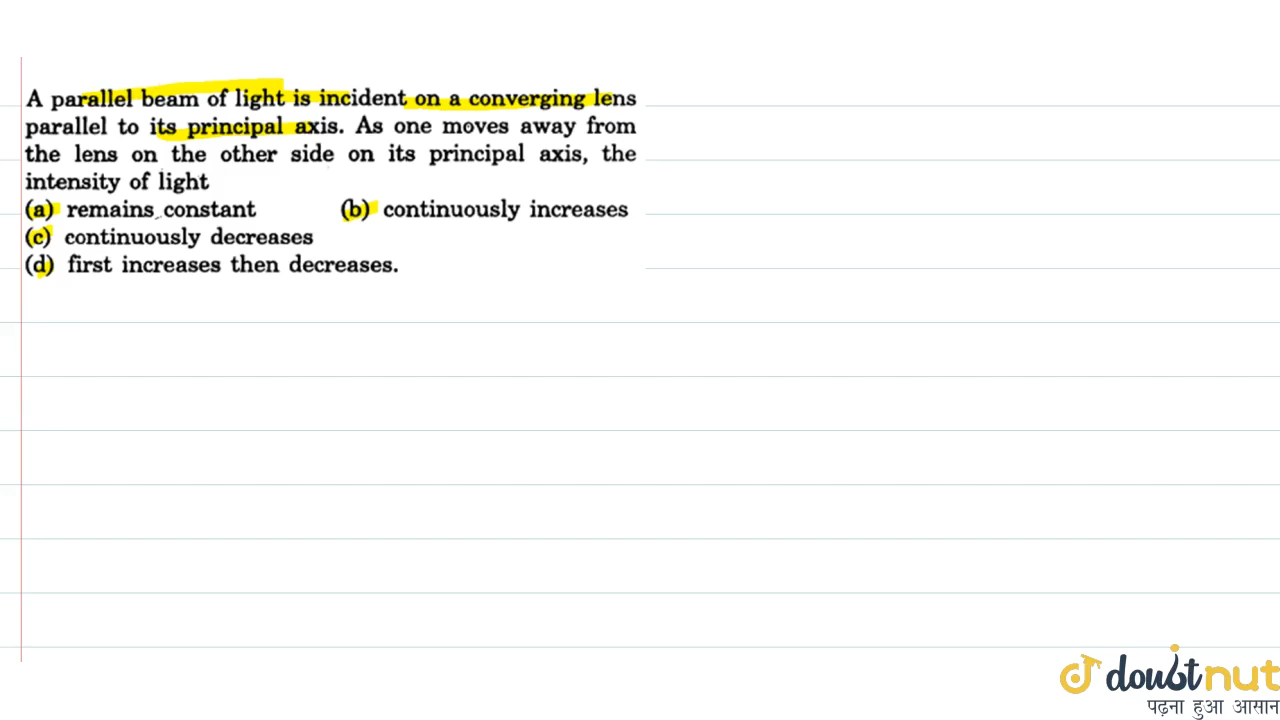 A parallel beam of light is incident on a converging lens
parallel to its principal axis. As one moves away from
the lens on the other side on its principal axis, the
intensity of light
(a) remains constant (b) continuously increases
(c) continuously decreases
(d) first increases then decreases.
doubtnut
पढ़ना हुआ आसान